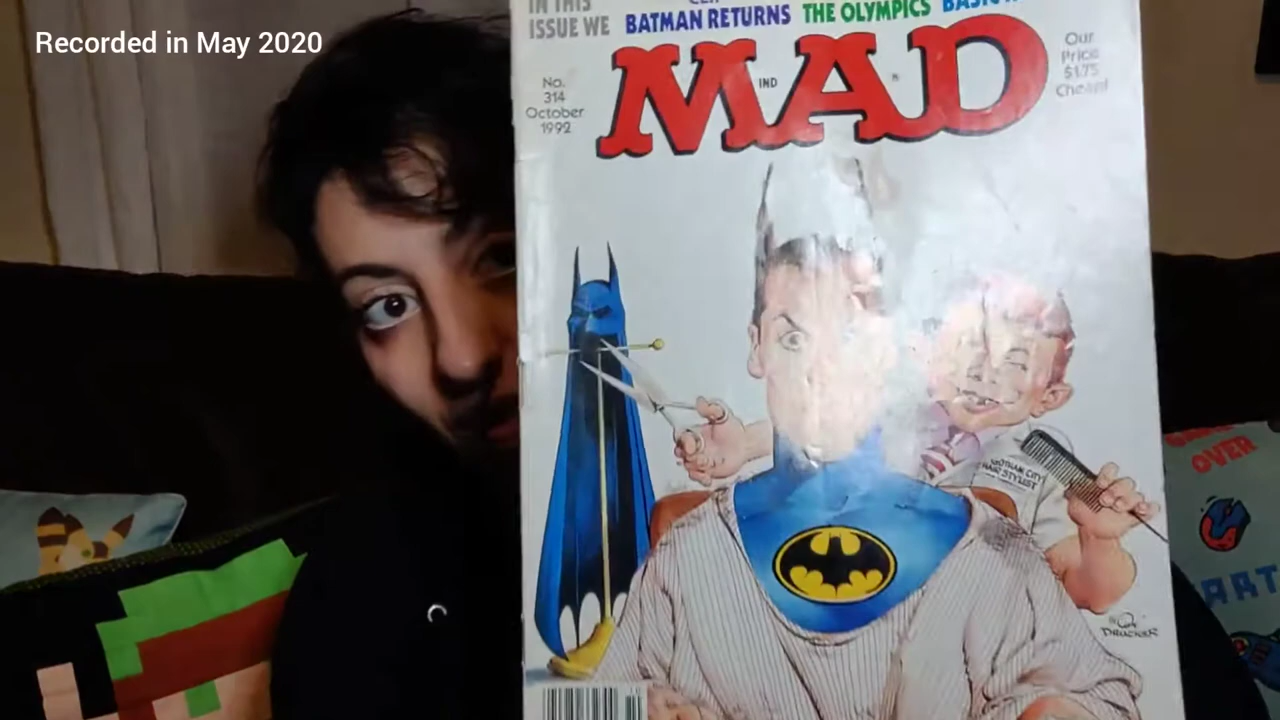 Recorded in May 2020
IN THIS
ISSUE WE
BATMAN RETURNS THE OLYMPICS
MAD
IND
No.
314
October
1992
Our
Price
$1.75
Cheap!
GOTHAM CITY
HAIR STYLIST
DRUCKER
OVER